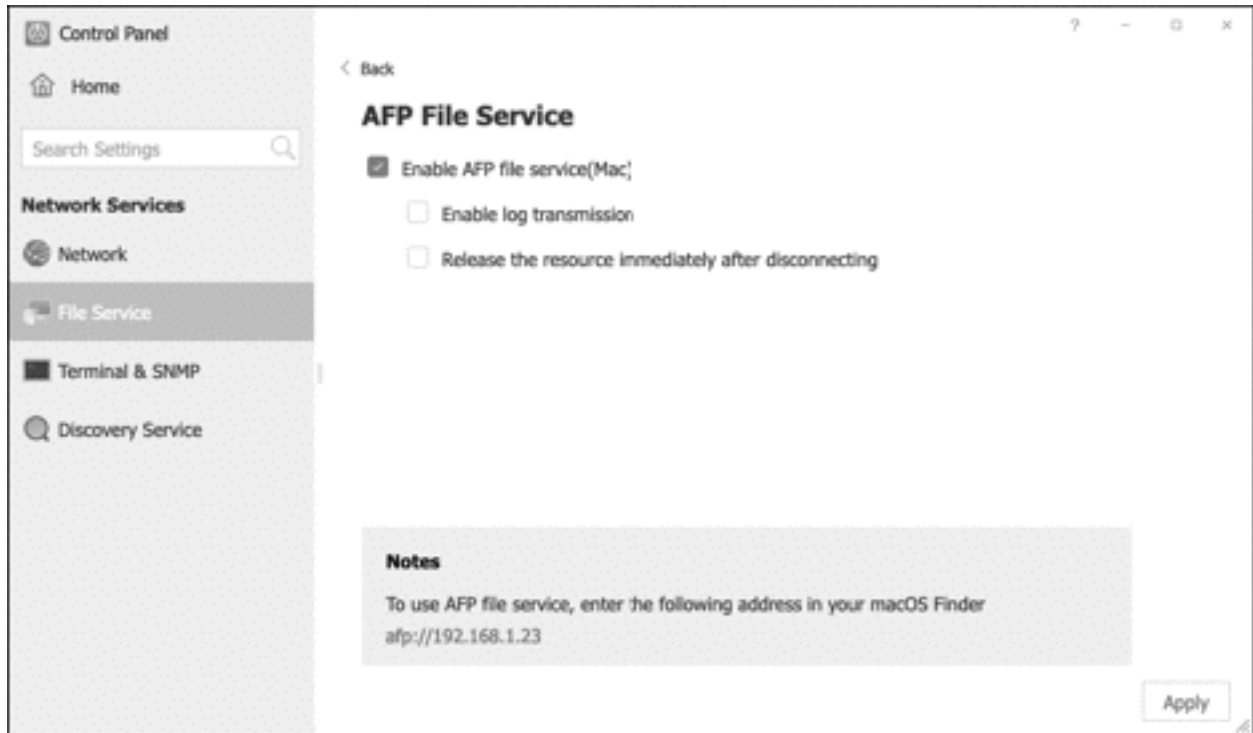 Control Panel
Home
Search Settings
Network Services
Network
File Service
Terminal & SNMP
Discovery Service
?
Back
AFP File Service
Enable AFP file service(Mac)
Enable log transmission
Release the resource immediately after disconnecting
Notes
To use AFP file service, enter the following address in your macOS Finder
afp://192.168.1.23
Apply